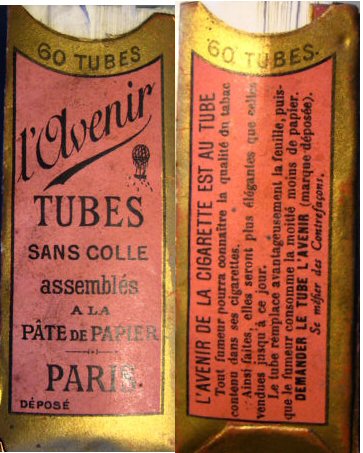 60 TUBES
l'Avenir
TUBES
SANS COLLE
assemblés
A LA
PÂTE DE PAPIER
PARIS.
DÉPOSÉ
60 TUBES.
L'AVENIR DE LA CIGARETTE EST AU TUBE
Tout fumeur pourra connaître la qualité du tabac
contenu dans ses cigarettes.
Ainsi faites, elles seront plus élégantes que celles
vendues jusqu'à ce jour.
Le tube remplace avantageusement la feuille, puis-
que le fumeur consomme la moitié moins de papier.
DEMANDER LE TUBE L'AVENIR (marque déposée).
Se méfier des Contrefaçons.